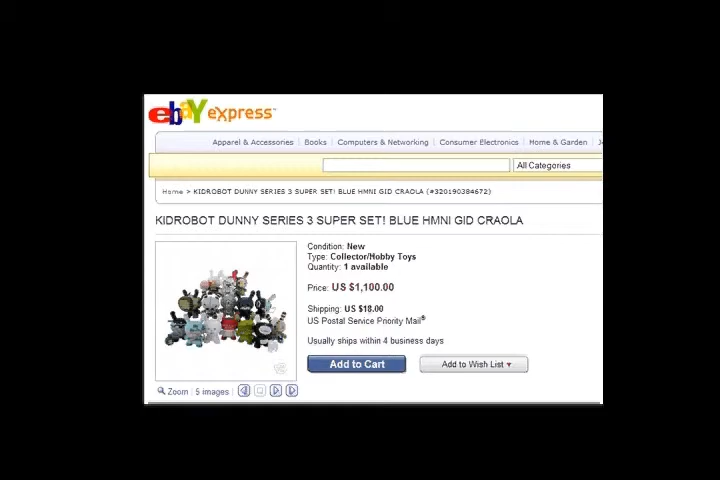 ebaY express™
Apparel & Accessories | Books | Computers & Networking | Consumer Electronics | Home & Garden |
All Categories
Home > KIDROBOT DUNNY SERIES 3 SUPER SET! BLUE HMNI GID CRAOLA (#320190384672)
KIDROBOT DUNNY SERIES 3 SUPER SET! BLUE HMNI GID CRAOLA
Condition: New
Type: Collector/Hobby Toys
Quantity: 1 available
Price: US $1,100.00
Shipping: US $18.00
US Postal Service Priority Mail®
Usually ships within 4 business days
Add to Cart
Add to Wish List
Zoom | 5 images |